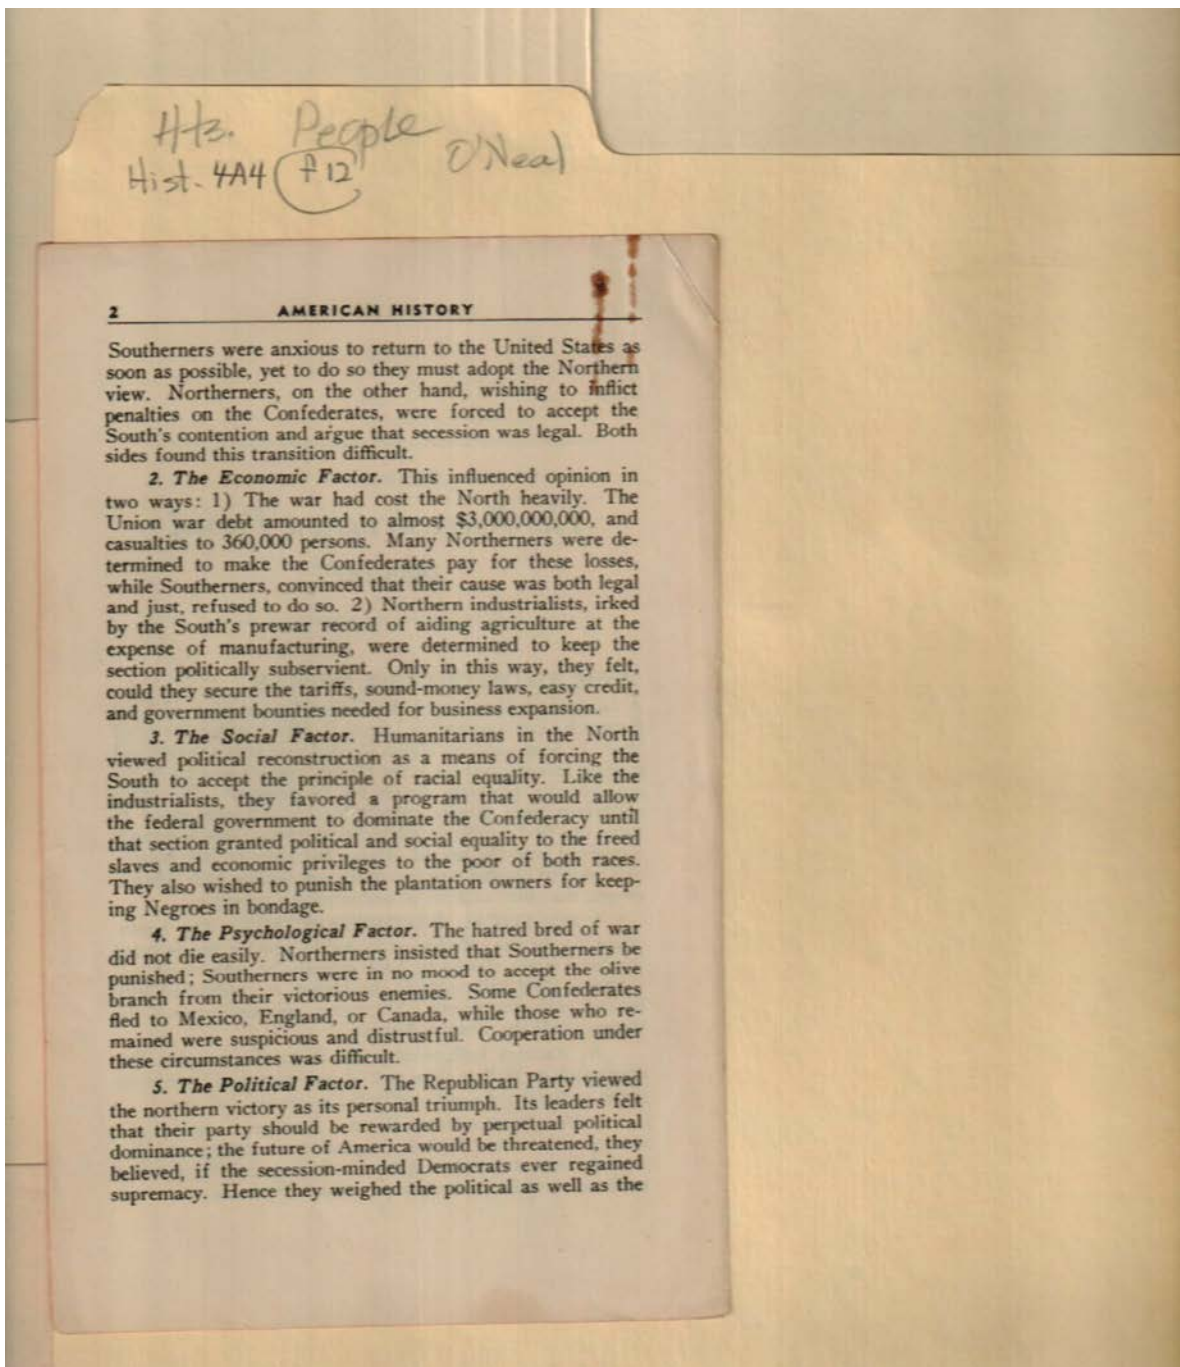 Hts. People
O'Neal
Hist. 4A4 f12
2 AMERICAN HISTORY
Southerners were anxious to return to the United States as
soon as possible, yet to do so they must adopt the Northern
view. Northerners, on the other hand, wishing to inflict
penalties on the Confederates, were forced to accept the
South's contention and argue that secession was legal. Both
sides found this transition difficult.
2. The Economic Factor. This influenced opinion in
two ways: 1) The war had cost the North heavily. The
Union war debt amounted to almost $3,000,000,000, and
casualties to 360,000 persons. Many Northerners were de-
termined to make the Confederates pay for these losses,
while Southerners, convinced that their cause was both legal
and just, refused to do so. 2) Northern industrialists, irked
by the South's prewar record of aiding agriculture at the
expense of manufacturing, were determined to keep the
section politically subservient. Only in this way, they felt,
could they secure the tariffs, sound-money laws, easy credit,
and government bounties needed for business expansion.
3. The Social Factor. Humanitarians in the North
viewed political reconstruction as a means of forcing the
South to accept the principle of racial equality. Like the
industrialists, they favored a program that would allow
the federal government to dominate the Confederacy until
that section granted political and social equality to the freed
slaves and economic privileges to the poor of both races.
They also wished to punish the plantation owners for keep-
ing Negroes in bondage.
4. The Psychological Factor. The hatred bred of war
did not die easily. Northerners insisted that Southerners be
punished; Southerners were in no mood to accept the olive
branch from their victorious enemies. Some Confederates
fled to Mexico, England, or Canada, while those who re-
mained were suspicious and distrustful. Cooperation under
these circumstances was difficult.
5. The Political Factor. The Republican Party viewed
the northern victory as its personal triumph. Its leaders felt
that their party should be rewarded by perpetual political
dominance; the future of America would be threatened, they
believed, if the secession-minded Democrats ever regained
supremacy. Hence they weighed the political as well as the